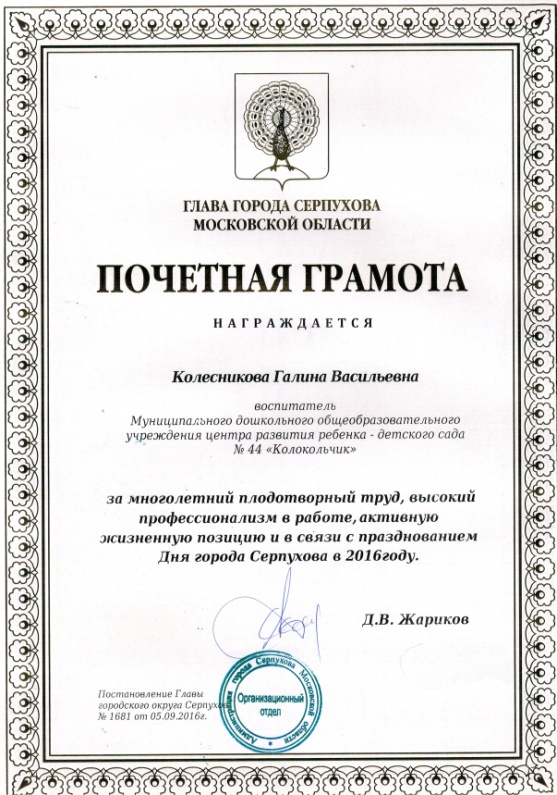 ГЛАВА ГОРОДА СЕРПУХОВА
МОСКОВСКОЙ ОБЛАСТИ
ПОЧЕТНАЯ ГРАМОТА
НАГРАЖДАЕТСЯ
Колесникова Галина Васильевна
воспитатель
Муниципального дошкольного общеобразовательного
учреждения центра развития ребенка - детского сада
№ 44 «Колокольчик»
за многолетний плодотворный труд, высокий
профессионализм в работе, активную
жизненную позицию и в связи с празднованием
Дня города Серпухова в 2016году.
Д.В. Жариков
Постановление Главы
городского округа Серпухов
№ 1681 от 05.09.2016г.
Администрация города Серпухова Московской области
Организационный
отдел